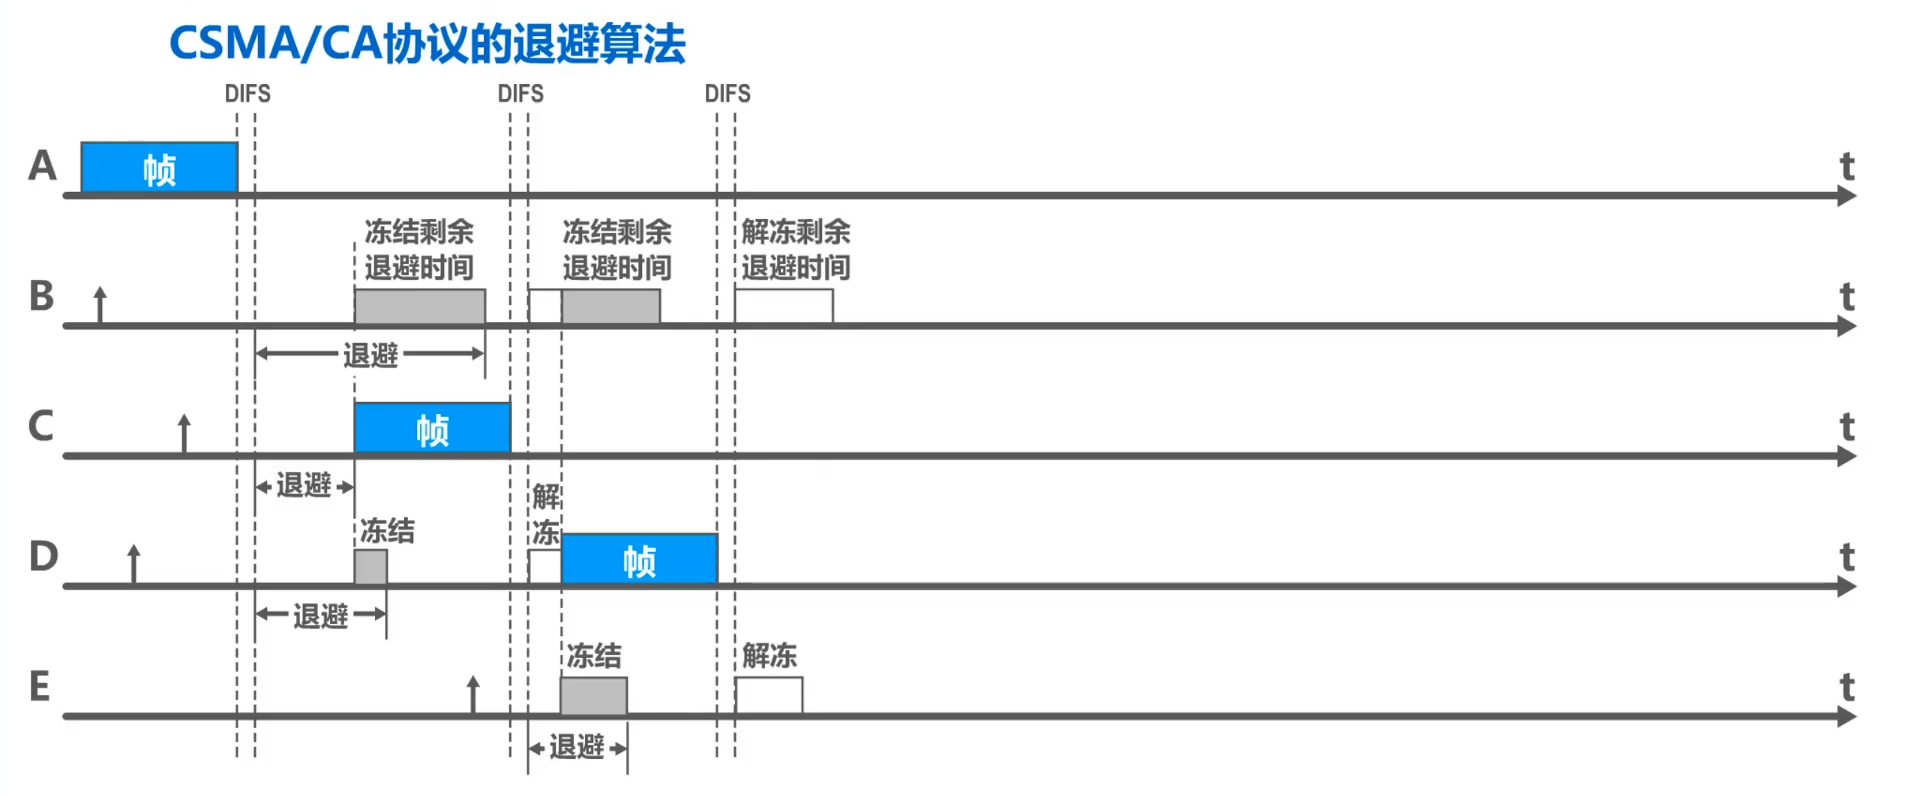 CSMA/CA协议的退避算法
DIFS
DIFS
DIFS
A
帧
t
冻结剩余
退避时间
冻结剩余
退避时间
解冻剩余
退避时间
B
t
退避
C
帧
t
退避
解
冻
冻结
D
帧
t
退避
冻结
解冻
E
t
退避